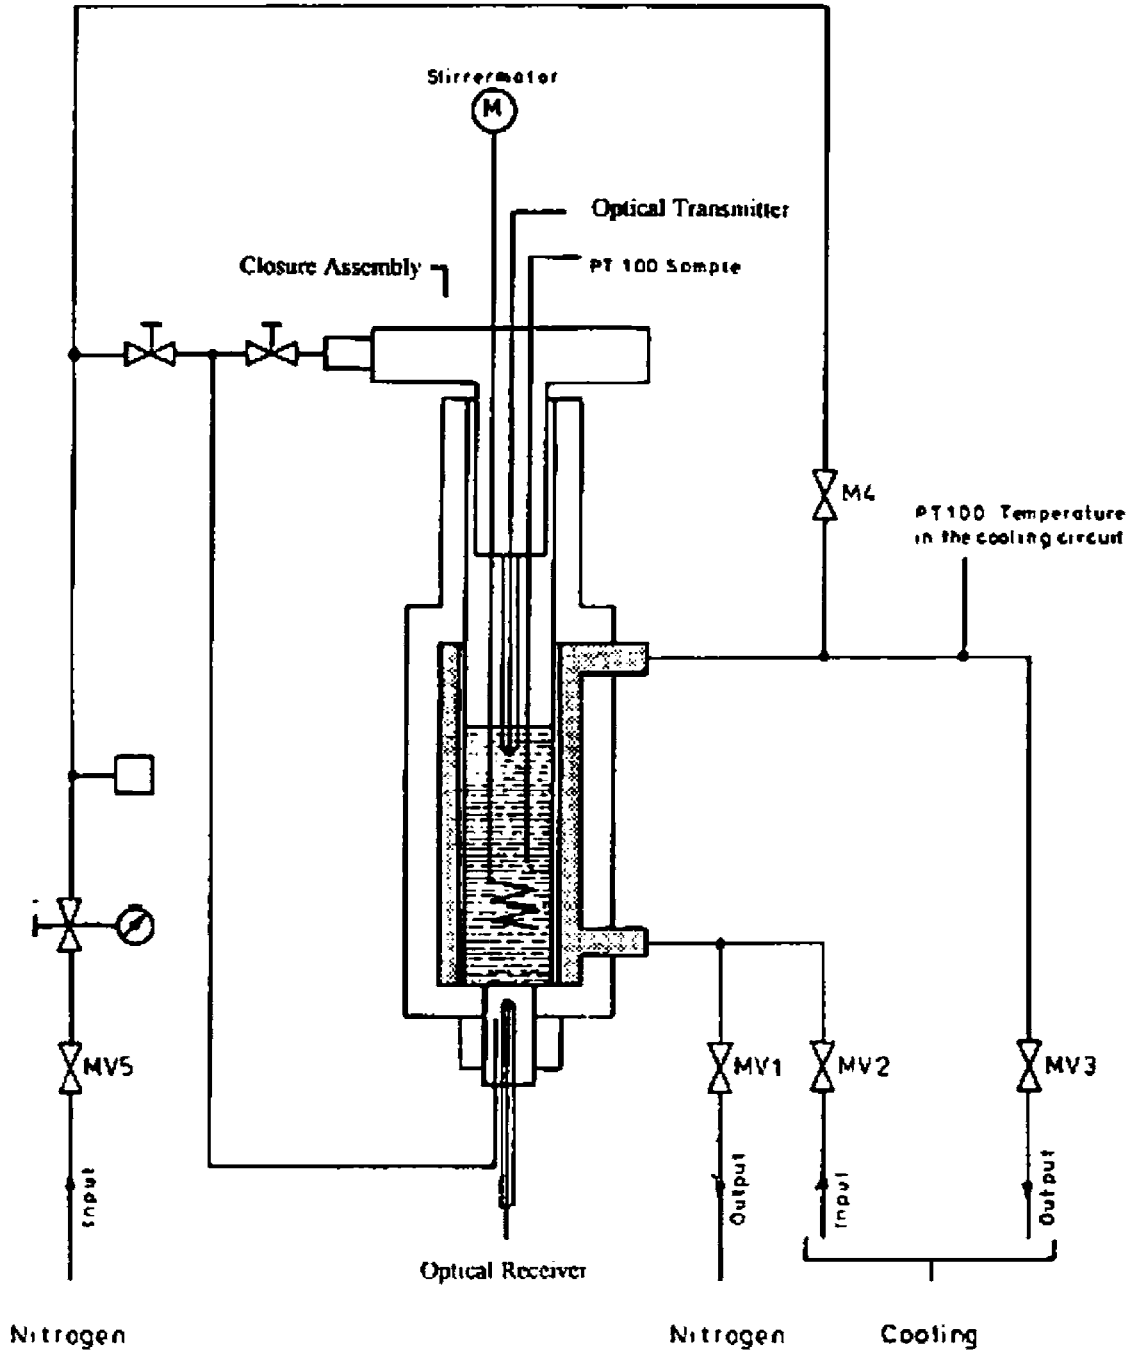 Stirrermotor
M
Optical Transmitter
Closure Assembly
PT 100 Sample
M4
PT100 Temperature
in the cooling circuit
MV5
MV1
MV2
MV3
Input
Output
Input
Output
Optical Receiver
Nitrogen
Nitrogen
Cooling